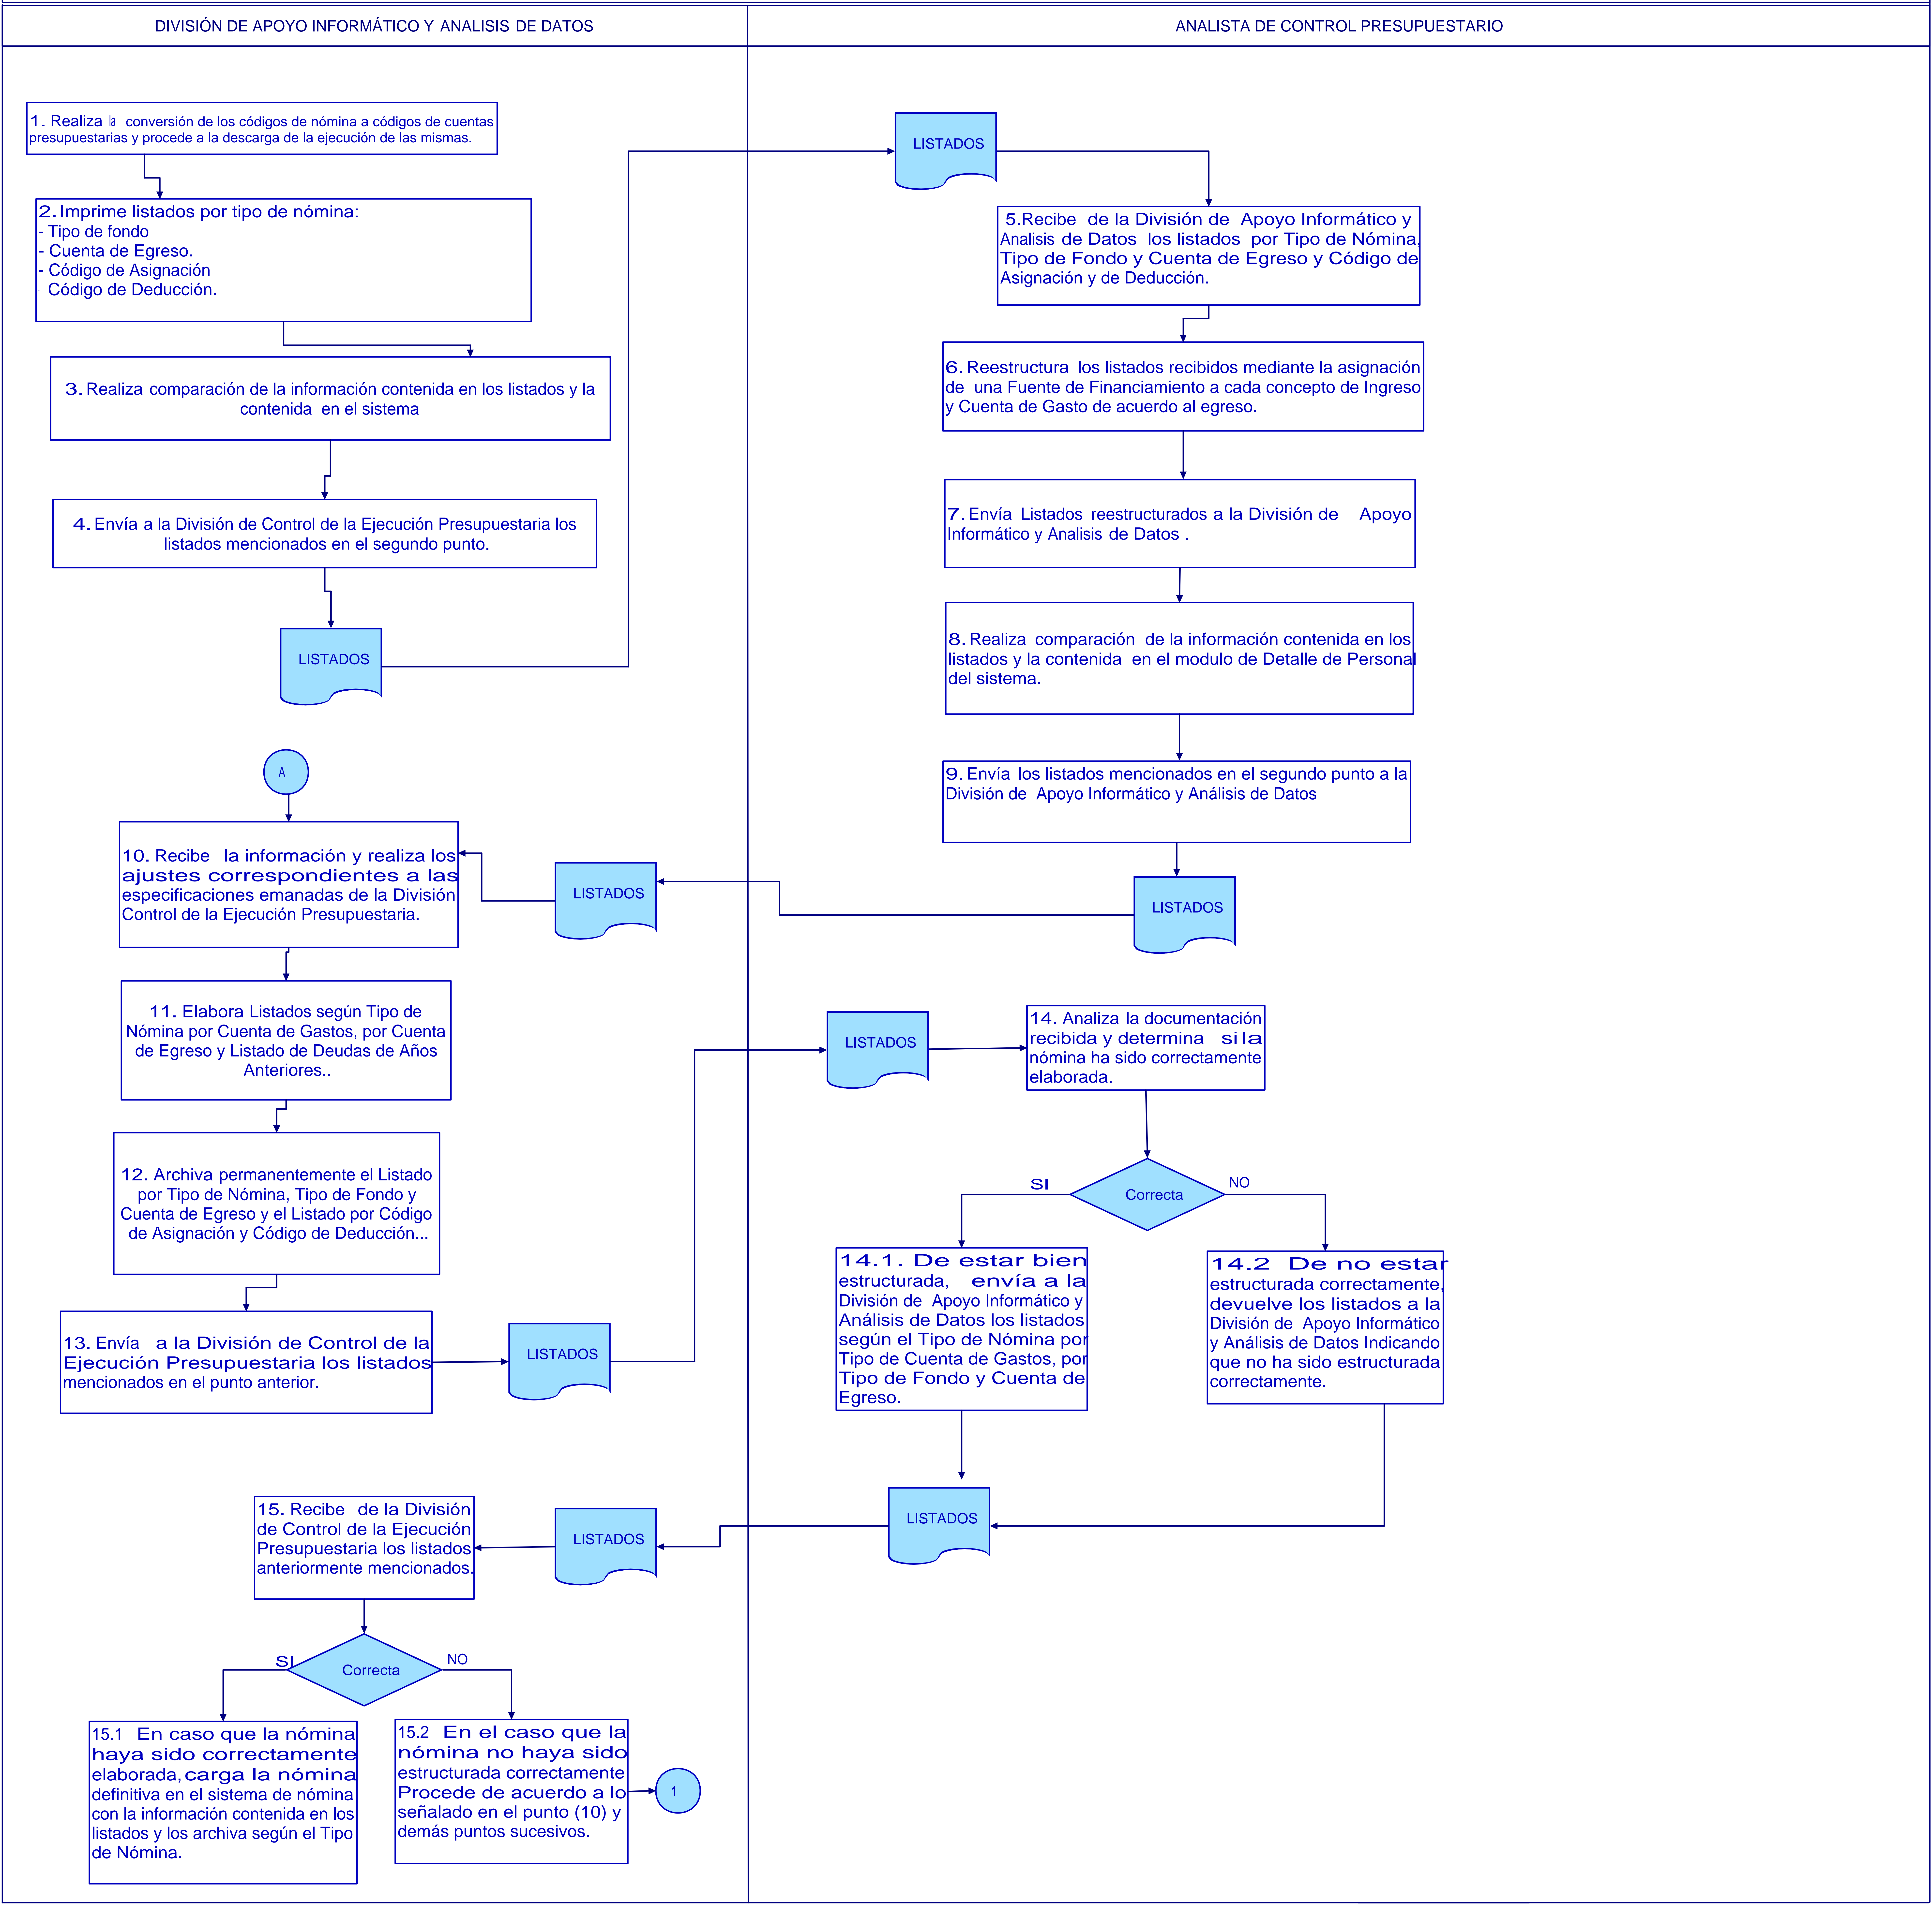 DIVISIÓN DE APOYO INFORMÁTICO Y ANALISIS DE DATOS
ANALISTA DE CONTROL PRESUPUESTARIO
1. Realiza la conversión de los códigos de nómina a códigos de cuentas
presupuestarias y procede a la descarga de la ejecución de las mismas.
2. Imprime listados por tipo de nómina:
- Tipo de fondo
- Cuenta de Egreso.
- Código de Asignación
- Código de Deducción.
3. Realiza comparación de la información contenida en los listados y la
contenida en el sistema
4. Envía a la División de Control de la Ejecución Presupuestaria los
listados mencionados en el segundo punto.
LISTADOS
LISTADOS
5.Recibe de la División de Apoyo Informático y
Analisis de Datos los listados por Tipo de Nómina,
Tipo de Fondo y Cuenta de Egreso y Código de
Asignación y de Deducción.
6. Reestructura los listados recibidos mediante la asignación
de una Fuente de Financiamiento a cada concepto de Ingreso
y Cuenta de Gasto de acuerdo al egreso.
7. Envía Listados reestructurados a la División de Apoyo
Informático y Analisis de Datos .
8. Realiza comparación de la información contenida en los
listados y la contenida en el modulo de Detalle de Personal
del sistema.
9. Envía los listados mencionados en el segundo punto a la
División de Apoyo Informático y Análisis de Datos
LISTADOS
LISTADOS
A
10. Recibe la información y realiza los
ajustes correspondientes a las
especificaciones emanadas de la División
Control de la Ejecución Presupuestaria.
11. Elabora Listados según Tipo de
Nómina por Cuenta de Gastos, por Cuenta
de Egreso y Listado de Deudas de Años
Anteriores..
12. Archiva permanentemente el Listado
por Tipo de Nómina, Tipo de Fondo y
Cuenta de Egreso y el Listado por Código
de Asignación y Código de Deducción...
13. Envía a la División de Control de la
Ejecución Presupuestaria los listados
mencionados en el punto anterior.
LISTADOS
LISTADOS
14. Analiza la documentación
recibida y determina si la
nómina ha sido correctamente
elaborada.
Correcta
SI
NO
14.1. De estar bien
estructurada, envía a la
División de Apoyo Informático y
Análisis de Datos los listados
según el Tipo de Nómina por
Tipo de Cuenta de Gastos, por
Tipo de Fondo y Cuenta de
Egreso.
14.2 De no estar
estructurada correctamente,
devuelve los listados a la
División de Apoyo Informático
y Análisis de Datos Indicando
que no ha sido estructurada
correctamente.
LISTADOS
LISTADOS
15. Recibe de la División
de Control de la Ejecución
Presupuestaria los listados
anteriormente mencionados.
Correcta
SI
NO
15.1 En caso que la nómina
haya sido correctamente
elaborada, carga la nómina
definitiva en el sistema de nómina
con la información contenida en los
listados y los archiva según el Tipo
de Nómina.
15.2 En el caso que la
nómina no haya sido
estructurada correctamente
Procede de acuerdo a lo
señalado en el punto (10) y
demás puntos sucesivos.
1